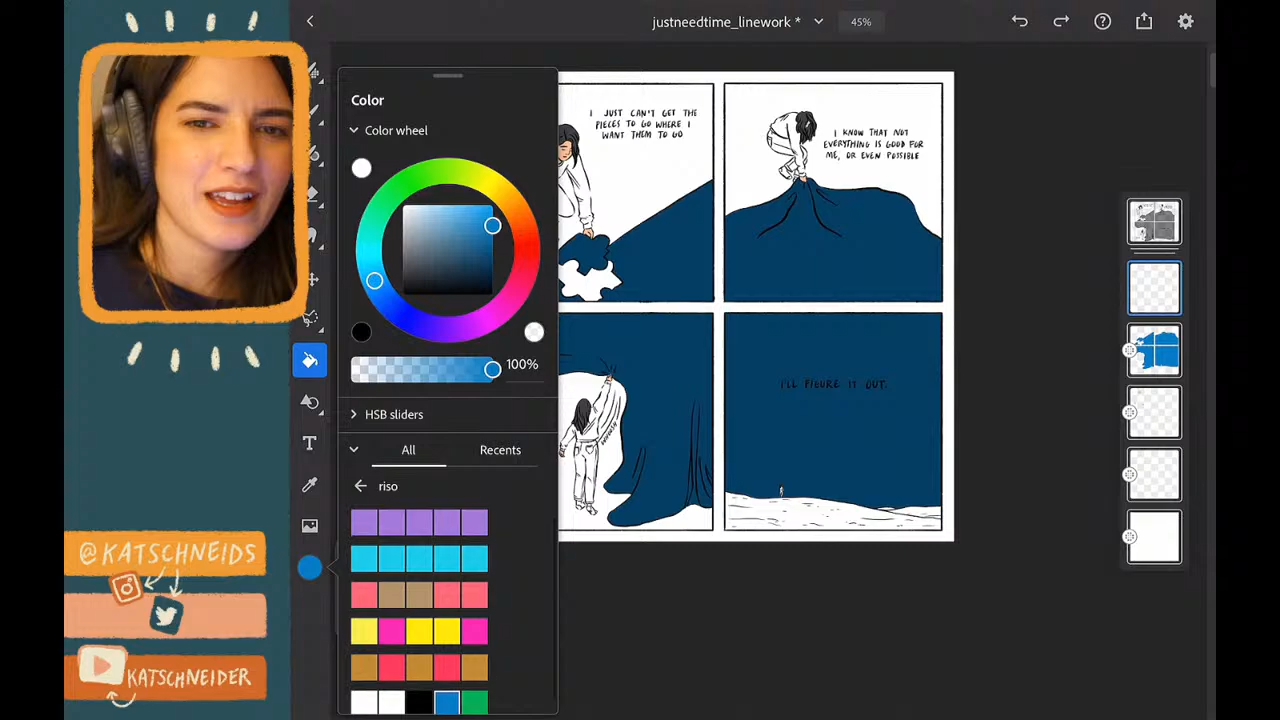 justneedtime_linework *
45%
Color
Color wheel
100%
HSB sliders
All
Recents
riso
T
I JUST CAN'T GET THE
PIECES TO GO WHERE I
WANT THEM TO GO
I KNOW THAT NOT
EVERYTHING IS GOOD FOR
ME, OR EVEN POSSIBLE
I'LL FIGURE IT OUT.
@KATSCHNEIDS
KATSCHNEIDER